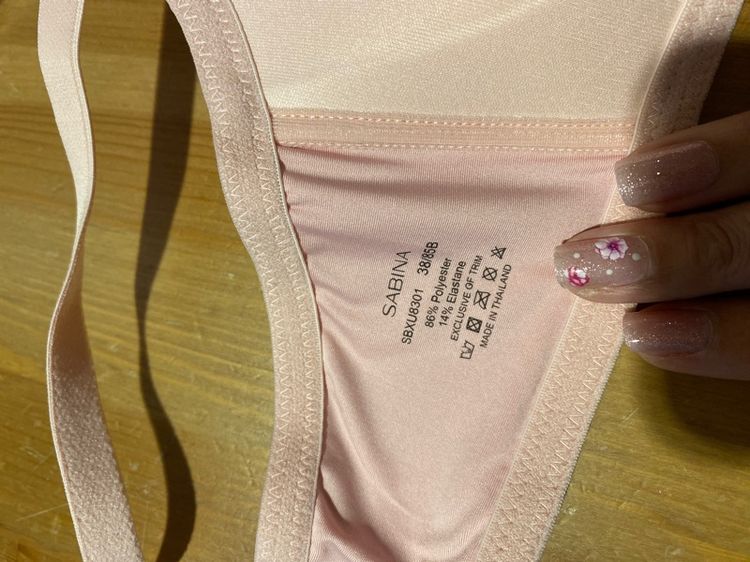 SABINA
SBXU8301 38/85B
86% Polyester
14% Elastane
EXCLUSIVE OF TRIM
MADE IN THAILAND